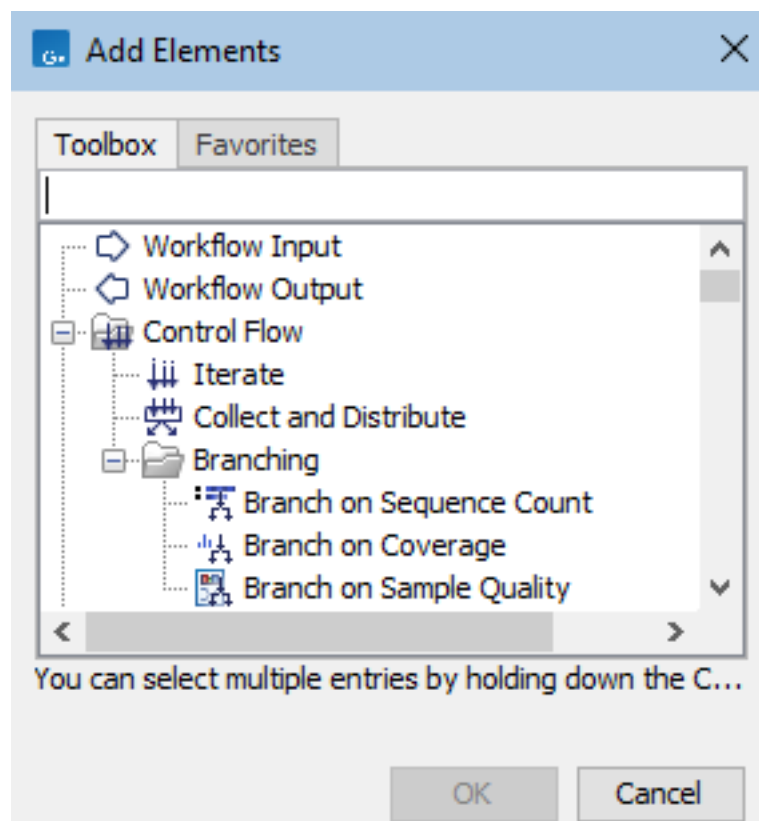 G. Add Elements
Toolbox Favorites
Workflow Input
Workflow Output
Control Flow
Iterate
Collect and Distribute
Branching
Branch on Sequence Count
Branch on Coverage
Branch on Sample Quality
You can select multiple entries by holding down the C...
OK Cancel